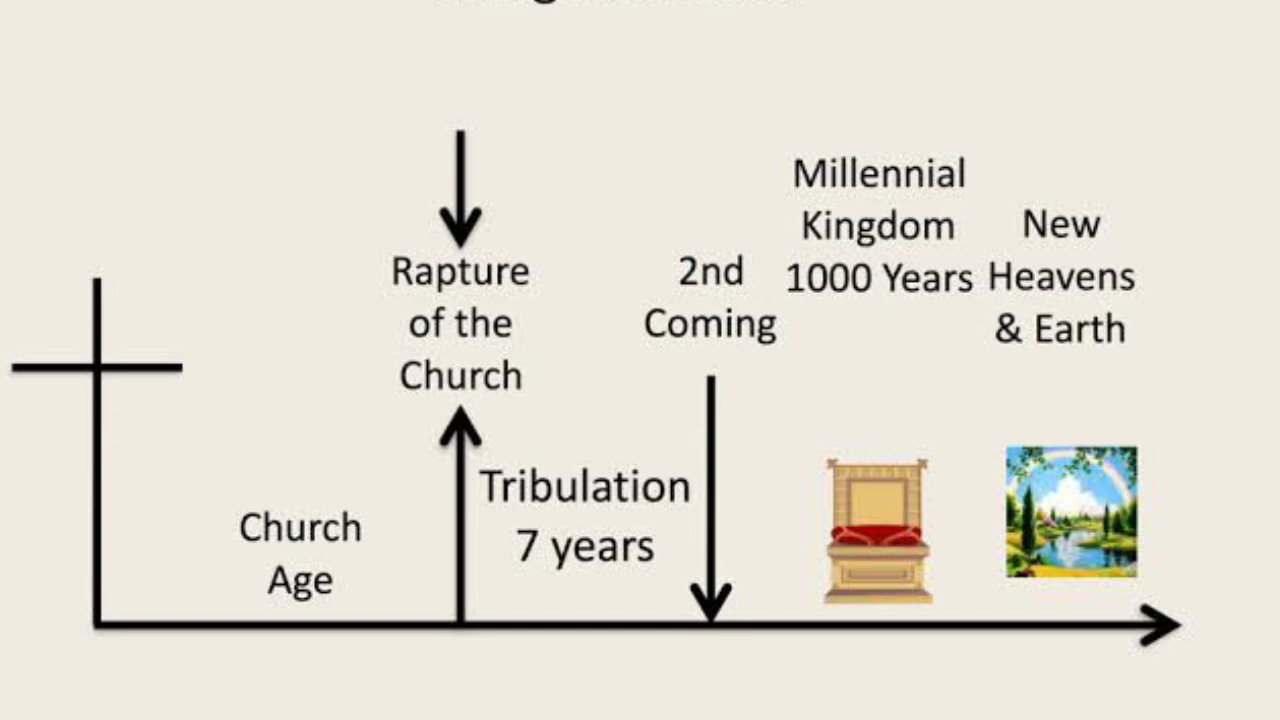 Rapture
of the
Church
2nd
Coming
Millennial
Kingdom
1000 Years
New
Heavens
& Earth
Church
Age
Tribulation
7 years